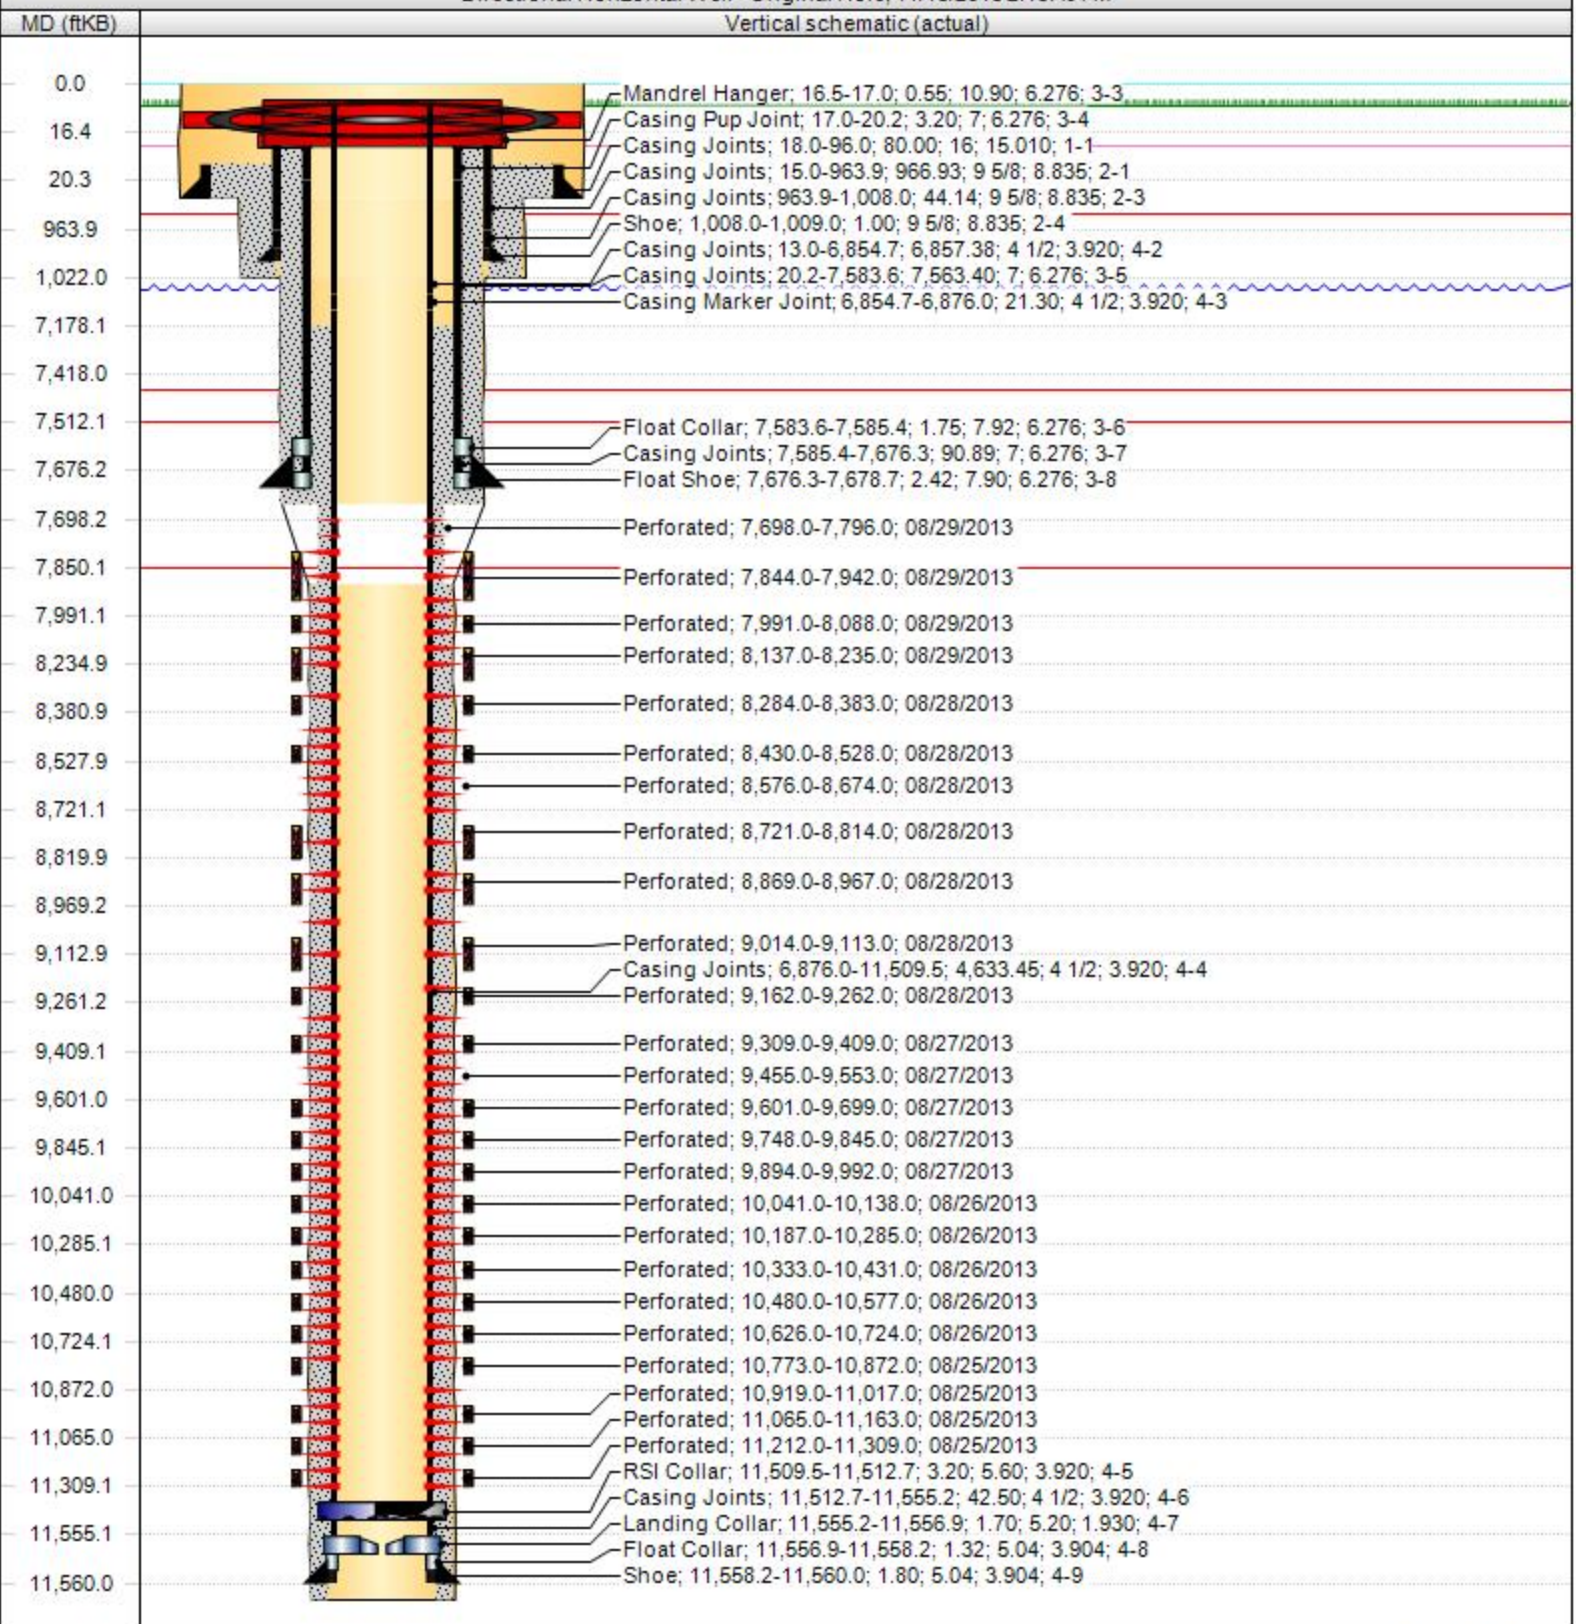 MD (ftKB)
Vertical schematic (actual)
0.0
16.4
20.3
963.9
1,022.0
7,178.1
7,418.0
7,512.1
7,676.2
7,698.2
7,850.1
7,991.1
8,234.9
8,380.9
8,527.9
8,721.1
8,819.9
8,969.2
9,112.9
9,261.2
9,409.1
9,601.0
9,845.1
10,041.0
10,285.1
10,480.0
10,724.1
10,872.0
11,065.0
11,309.1
11,555.1
11,560.0
Mandrel Hanger; 16.5-17.0; 0.55; 10.90; 6.276; 3-3
Casing Pup Joint; 17.0-20.2; 3.20; 7; 6.276; 3-4
Casing Joints; 18.0-96.0; 80.00; 16; 15.010; 1-1
Casing Joints; 15.0-963.9; 966.93; 9 5/8; 8.835; 2-1
Casing Joints; 963.9-1,008.0; 44.14; 9 5/8; 8.835; 2-3
Shoe; 1,008.0-1,009.0; 1.00; 9 5/8; 8.835; 2-4
Casing Joints; 13.0-6,854.7; 6,857.38; 4 1/2; 3.920; 4-2
Casing Joints; 20.2-7,583.6; 7,563.40; 7; 6.276; 3-5
Casing Marker Joint; 6,854.7-6,876.0; 21.30; 4 1/2; 3.920; 4-3
Float Collar; 7,583.6-7,585.4; 1.75; 7.92; 6.276; 3-6
Casing Joints; 7,585.4-7,676.3; 90.89; 7; 6.276; 3-7
Float Shoe; 7,676.3-7,678.7; 2.42; 7.90; 6.276; 3-8
Perforated; 7,698.0-7,796.0; 08/29/2013
Perforated; 7,844.0-7,942.0; 08/29/2013
Perforated; 7,991.0-8,088.0; 08/29/2013
Perforated; 8,137.0-8,235.0; 08/29/2013
Perforated; 8,284.0-8,383.0; 08/28/2013
Perforated; 8,430.0-8,528.0; 08/28/2013
Perforated; 8,576.0-8,674.0; 08/28/2013
Perforated; 8,721.0-8,814.0; 08/28/2013
Perforated; 8,869.0-8,967.0; 08/28/2013
Perforated; 9,014.0-9,113.0; 08/28/2013
Casing Joints; 6,876.0-11,509.5; 4,633.45; 4 1/2; 3.920; 4-4
Perforated; 9,162.0-9,262.0; 08/28/2013
Perforated; 9,309.0-9,409.0; 08/27/2013
Perforated; 9,455.0-9,553.0; 08/27/2013
Perforated; 9,601.0-9,699.0; 08/27/2013
Perforated; 9,748.0-9,845.0; 08/27/2013
Perforated; 9,894.0-9,992.0; 08/27/2013
Perforated; 10,041.0-10,138.0; 08/26/2013
Perforated; 10,187.0-10,285.0; 08/26/2013
Perforated; 10,333.0-10,431.0; 08/26/2013
Perforated; 10,480.0-10,577.0; 08/26/2013
Perforated; 10,626.0-10,724.0; 08/26/2013
Perforated; 10,773.0-10,872.0; 08/25/2013
Perforated; 10,919.0-11,017.0; 08/25/2013
Perforated; 11,065.0-11,163.0; 08/25/2013
Perforated; 11,212.0-11,309.0; 08/25/2013
RSI Collar; 11,509.5-11,512.7; 3.20; 5.60; 3.920; 4-5
Casing Joints; 11,512.7-11,555.2; 42.50; 4 1/2; 3.920; 4-6
Landing Collar; 11,555.2-11,556.9; 1.70; 5.20; 1.930; 4-7
Float Collar; 11,556.9-11,558.2; 1.32; 5.04; 3.904; 4-8
Shoe; 11,558.2-11,560.0; 1.80; 5.04; 3.904; 4-9